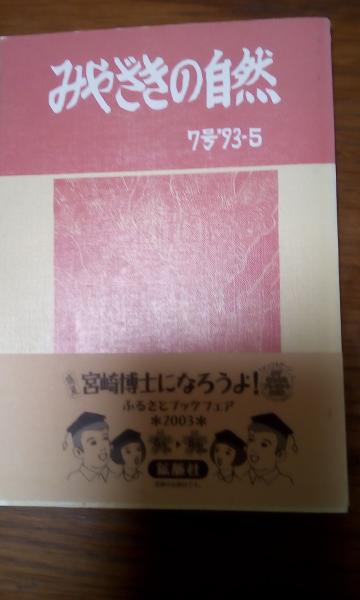 みやざきの自然
7号'93-5
宮崎博士になろうよ!
ふるさとブックフェア
*2003*
鉱脈社